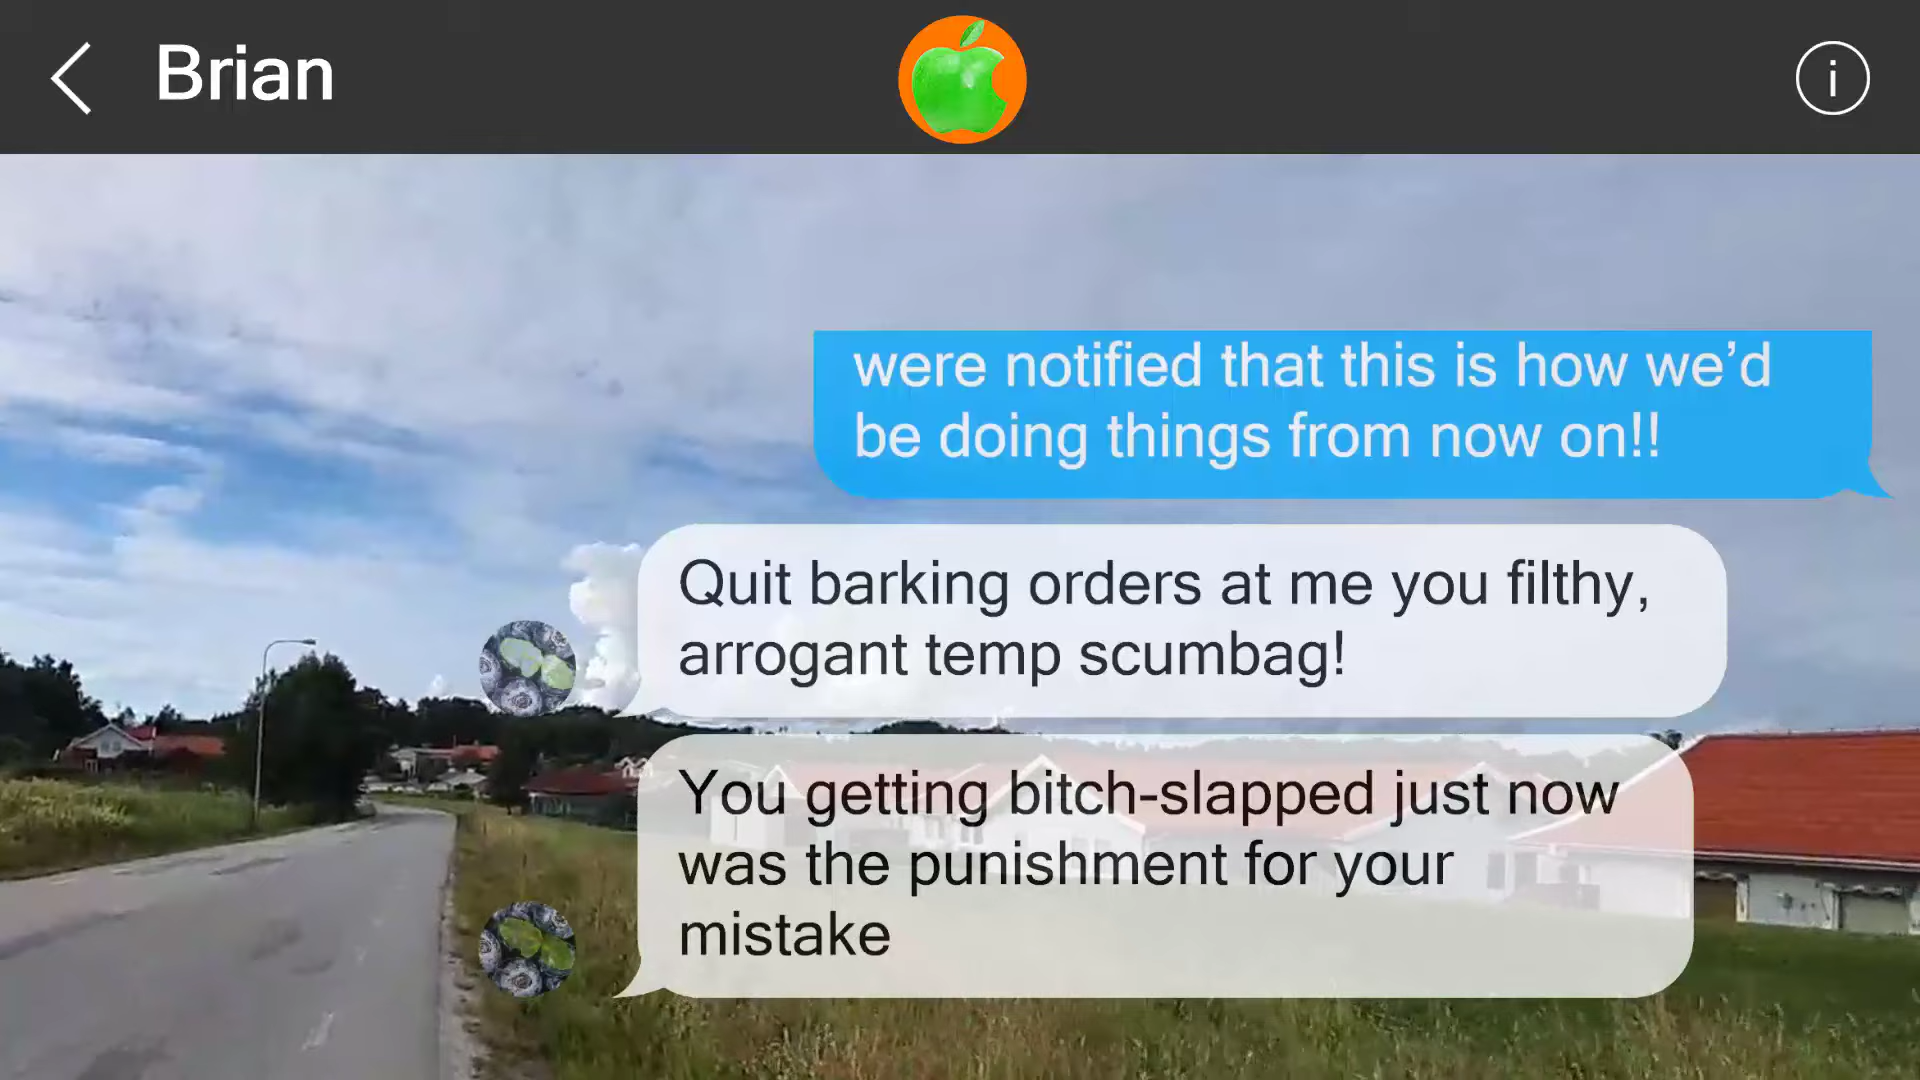 Brian
were notified that this is how we’d
be doing things from now on!!
Quit barking orders at me you filthy,
arrogant temp scumbag!
You getting bitch-slapped just now
was the punishment for your
mistake